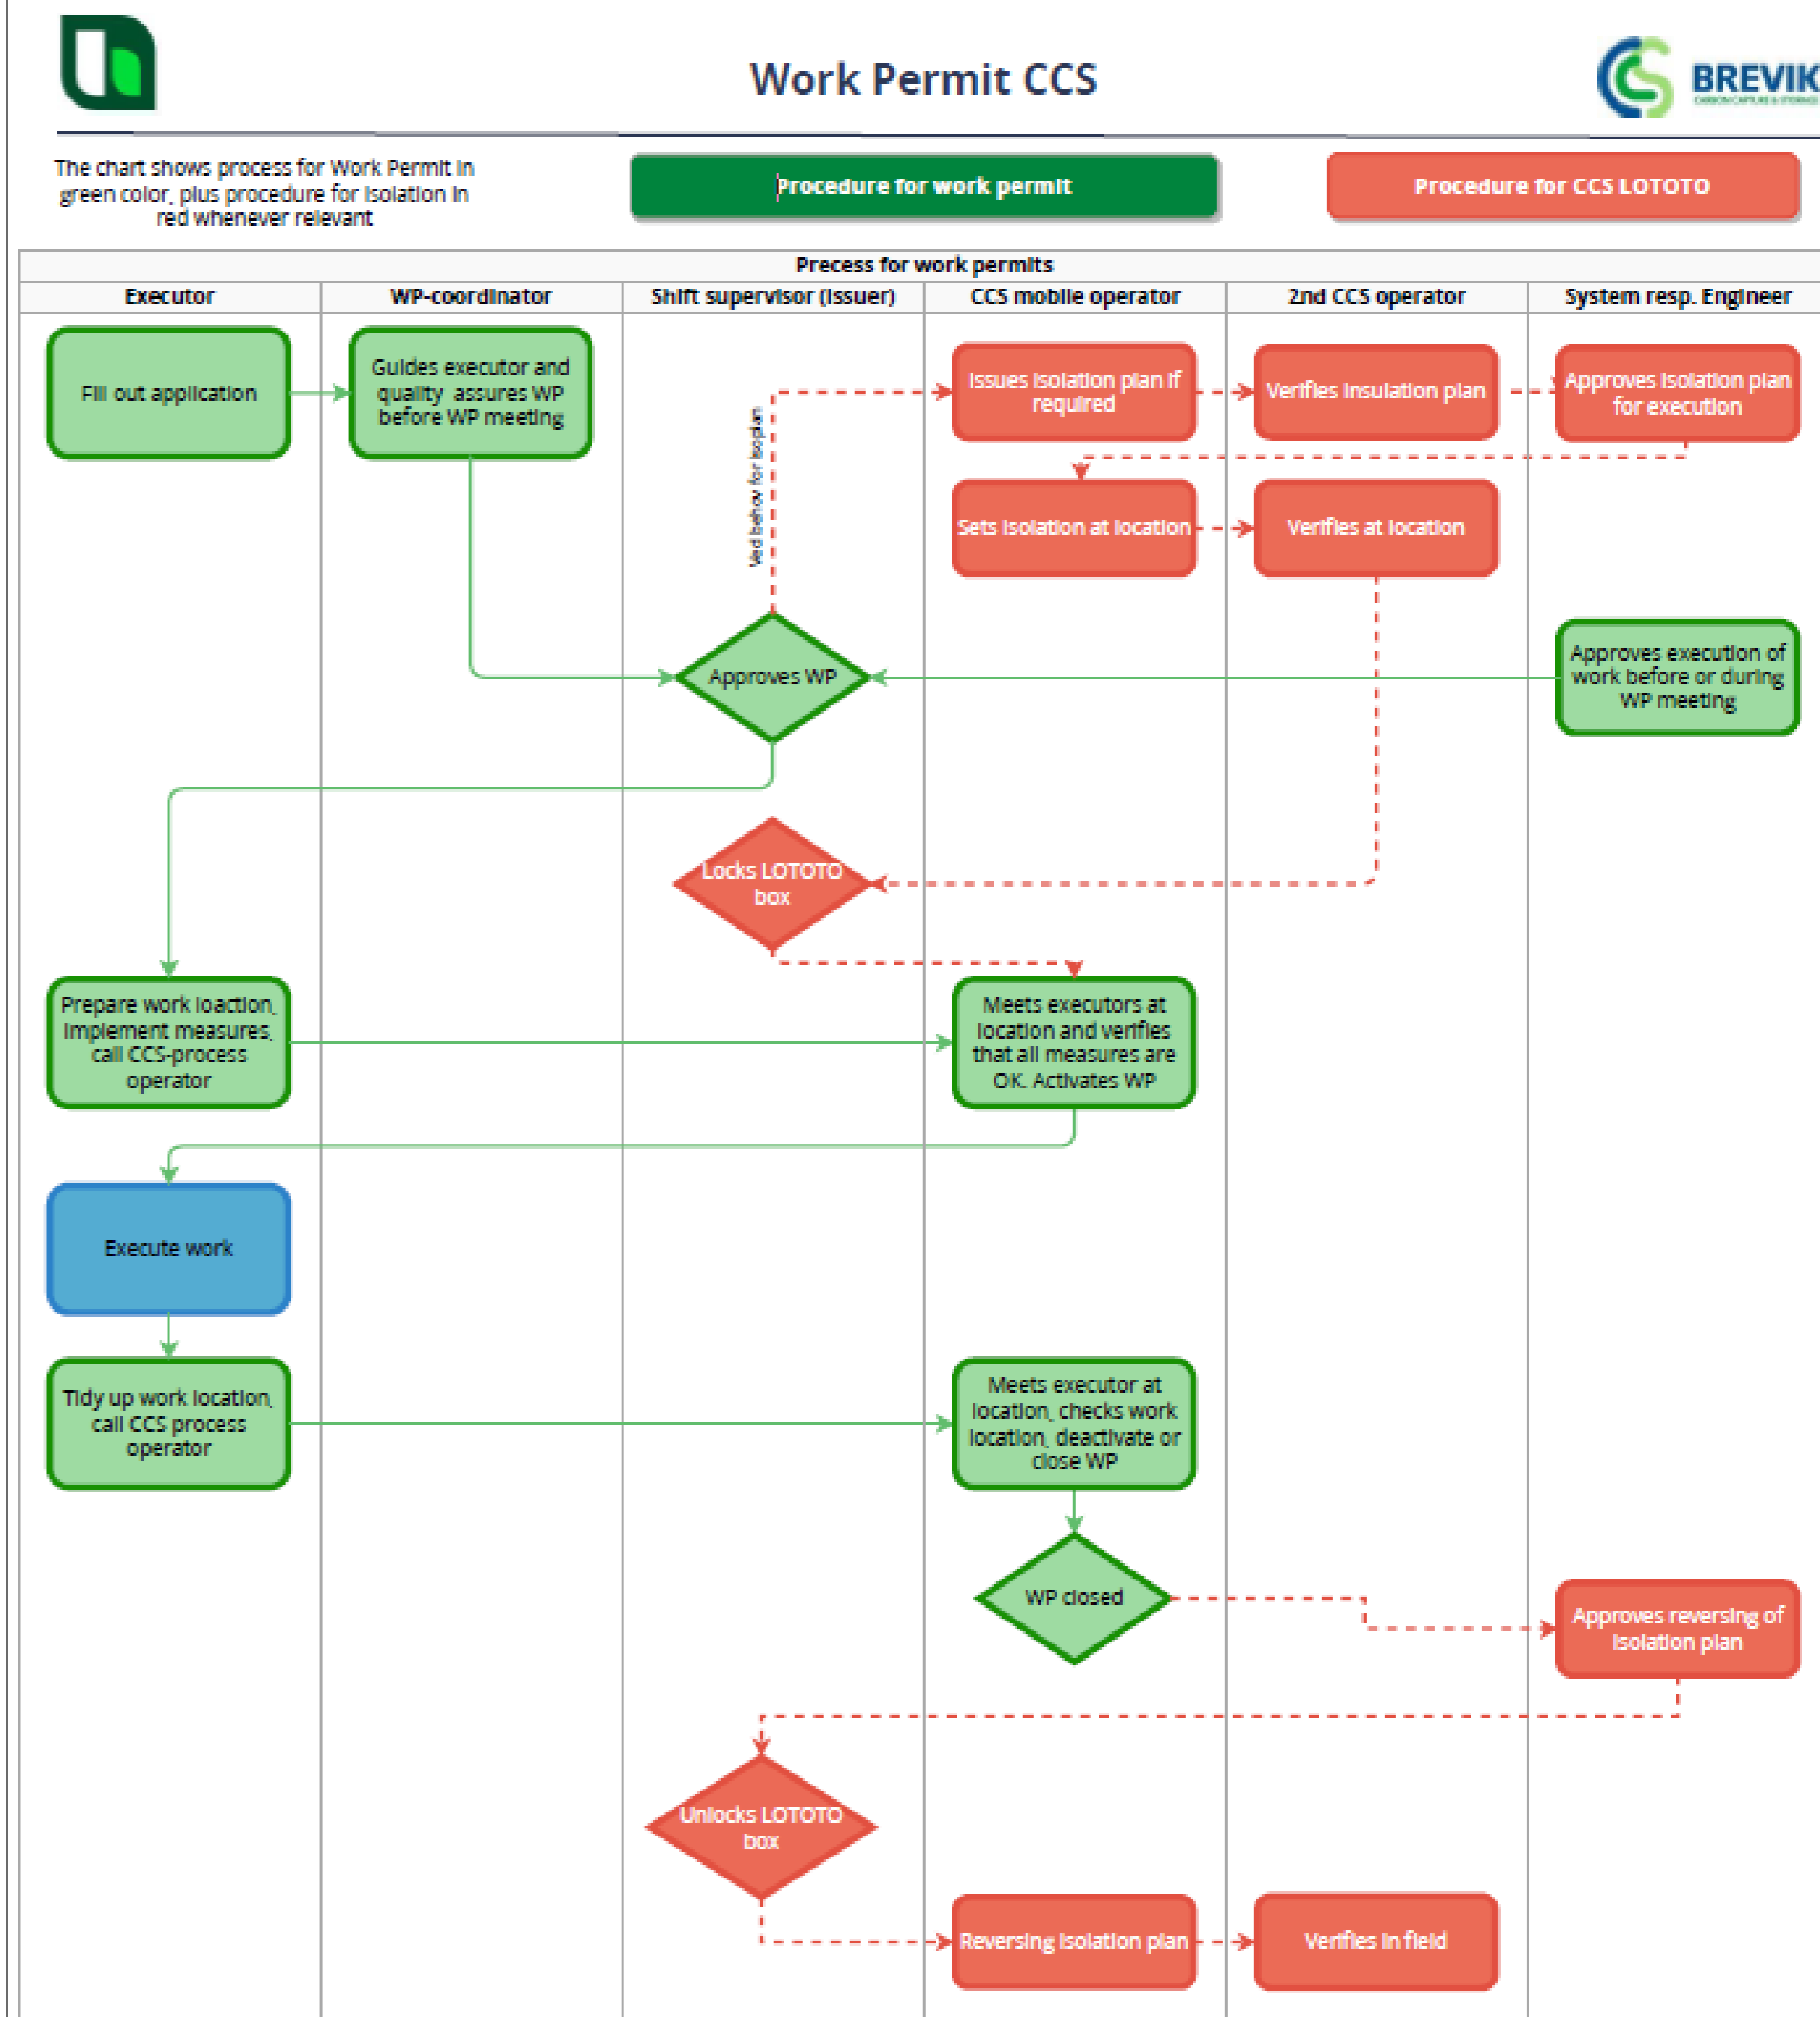 Work Permit CCS
BREVIK
CARBON CAPTURE & STORAGE
The chart shows process for Work Permit in
green color, plus procedure for isolation in
red whenever relevant
Procedure for work permit
Procedure for CCS LOTOTO
Precess for work permits
Executor
WP-coordinator
Shift supervisor (issuer)
CCS mobile operator
2nd CCS operator
System resp. Engineer
Fill out application
Guides executor and
quality assures WP
before WP meeting
Ved behov for isoplan
Issues isolation plan if
required
Verifies insulation plan
Approves isolation plan
for execution
Sets isolation at location
Verifies at location
Approves WP
Approves execution of
work before or during
WP meeting
Locks LOTOTO
box
Prepare work loaction,
implement measures,
call CCS-process
operator
Meets executors at
location and verifies
that all measures are
OK. Activates WP
Execute work
Tidy up work location,
call CCS process
operator
Meets executor at
location, checks work
location, deactivate or
close WP
WP closed
Approves reversing of
isolation plan
Unlocks LOTOTO
box
Reversing isolation plan
Verifies in field